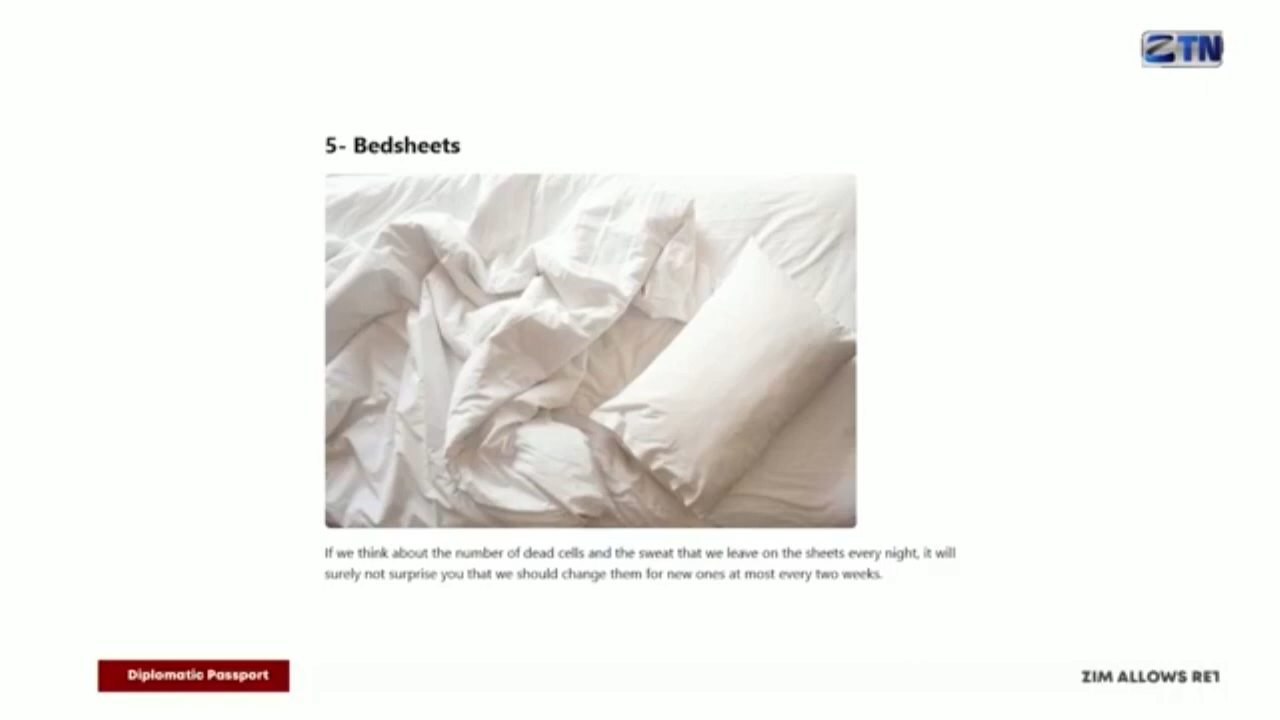 ZTN
5- Bedsheets
If we think about the number of dead cells and the sweat that we leave on the sheets every night, it will
surely not surprise you that we should change them for new ones at most every two weeks.
Diplomatic Passport
ZIM ALLOWS